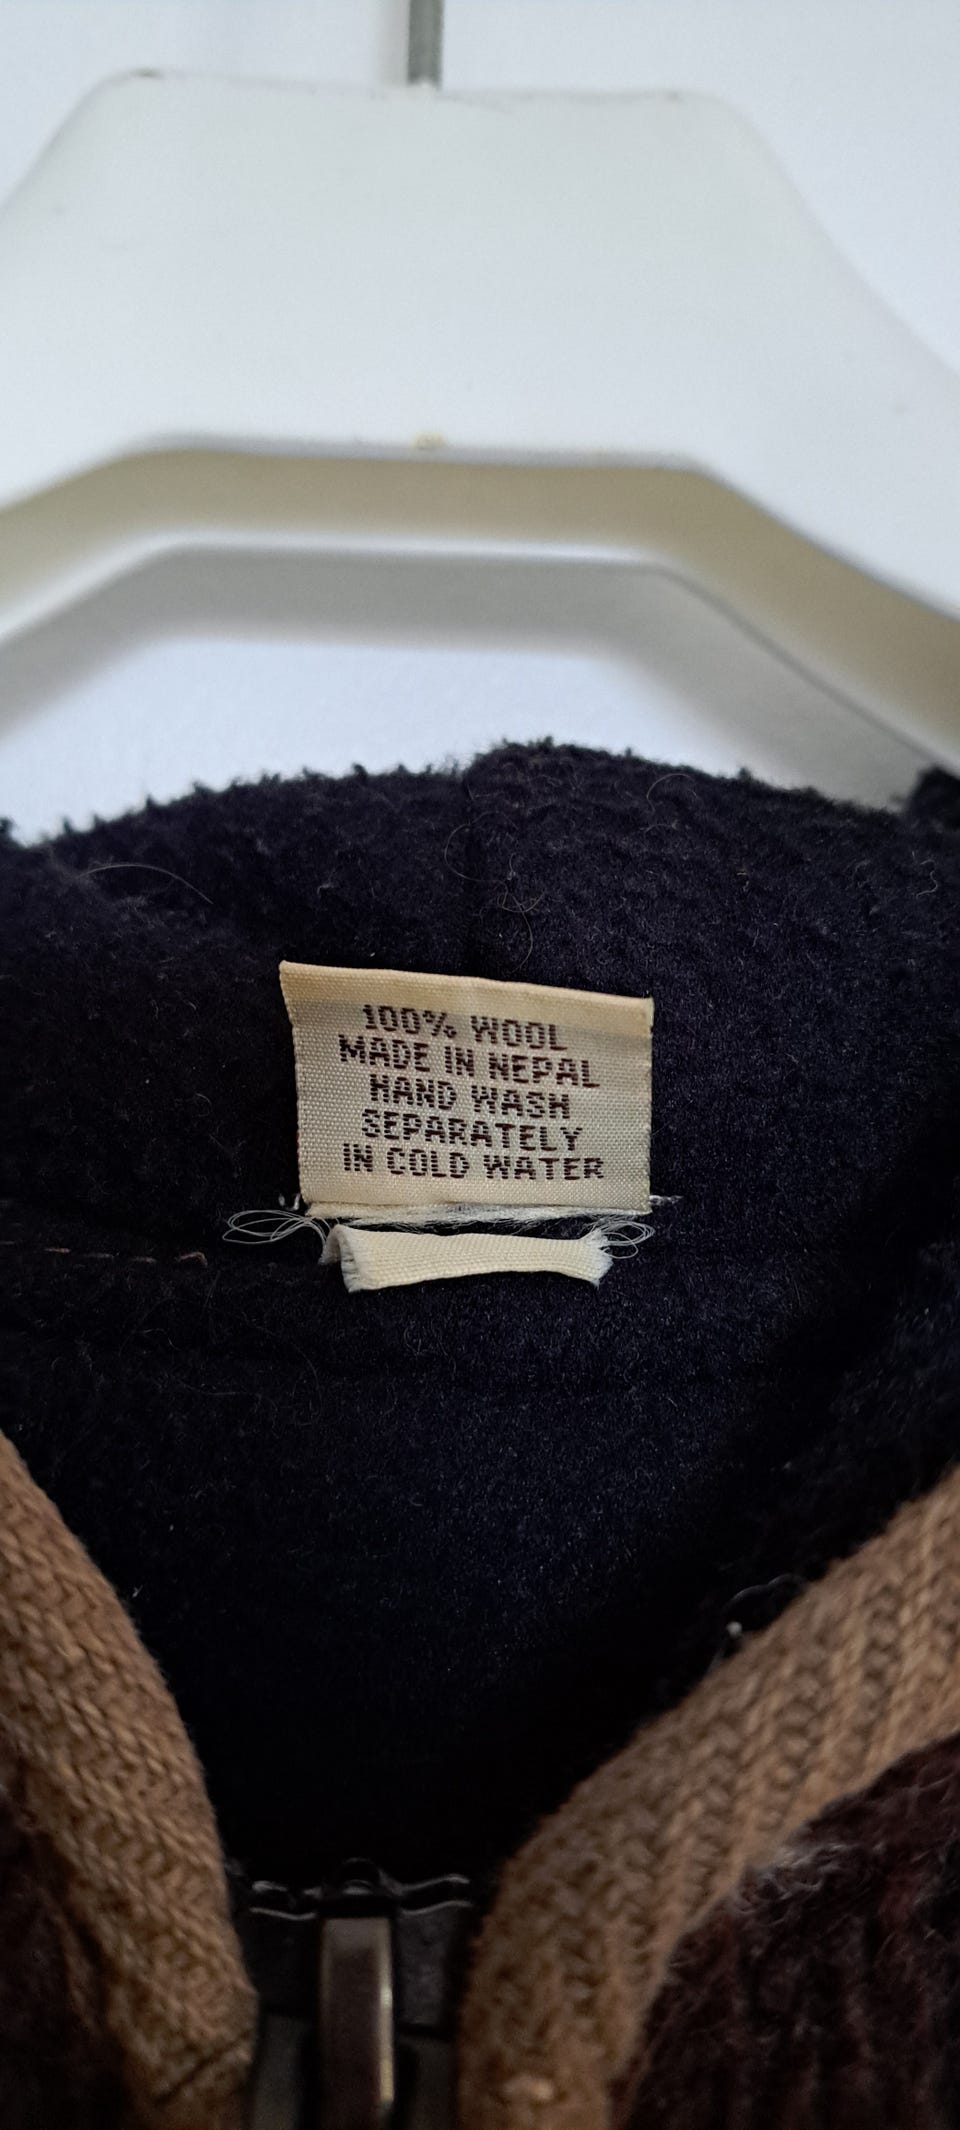 100% WOOL
MADE IN NEPAL
HAND WASH
SEPARATELY
IN COLD WATER